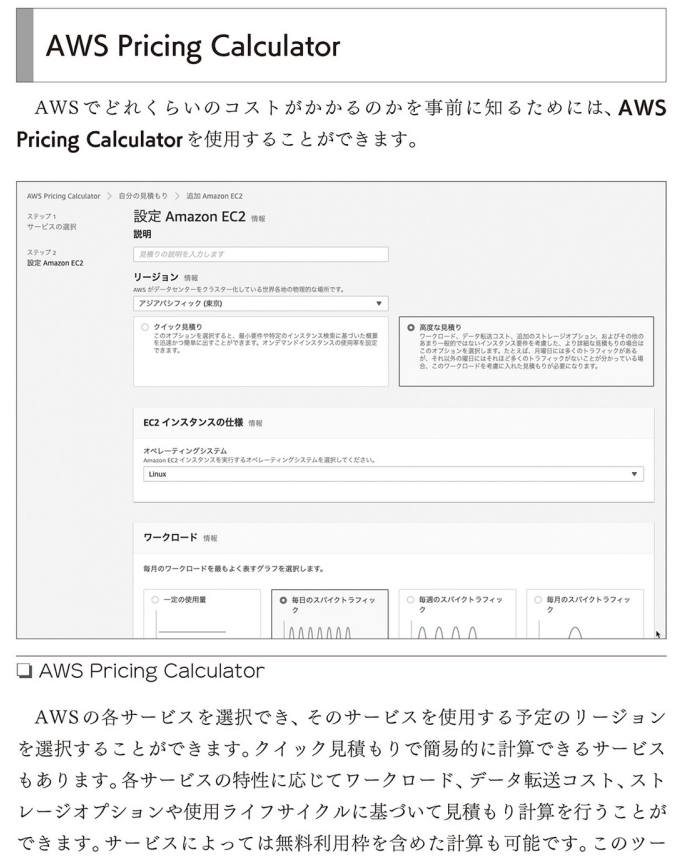 AWS Pricing Calculator
AWSでどれくらいのコストがかかるのかを事前に知るためには、AWS
Pricing Calculatorを使用することができます。
AWS Pricing Calculator > 自分の見積もり > 追加 Amazon EC2
ステップ 1
サービスの選択
ステップ 2
設定 Amazon EC2
設定 Amazon EC2 情報
説明
見積りの説明を入力します
リージョン 情報
AWS がデータセンターをクラスター化している世界各地の物理的な場所です。
アジアパシフィック (東京)
クイック見積り
このオプションを選択すると、最小要件や特定のインスタンス検索に基づいた概算
を迅速かつ簡単に出すことができます。オンデマンドインスタンスの使用率を設定
できます。
高度な見積り
ワークロード、データ転送コスト、追加のストレージオプション、およびその他の
あまり一般的ではないインスタンス要件を考慮した、より詳細な見積もりの場合は
このオプションを選択します。たとえば、月曜日には多くのトラフィックがある
が、それ以外の曜日にはそれほど多くのトラフィックがないことが分かっている場
合、このワークロードを考慮に入れた見積もりが必要になります。
EC2 インスタンスの仕様 情報
オペレーティングシステム
Amazon EC2 インスタンスを実行するオペレーティングシステムを選択してください。
Linux
ワークロード 情報
毎月のワークロードを最もよく表すグラフを選択します。
一定の使用量
毎日のスパイクトラフィッ
ク
毎週のスパイクトラフィッ
ク
毎月のスパイクトラフィッ
ク
❏ AWS Pricing Calculator
AWSの各サービスを選択でき、そのサービスを使用する予定のリージョン
を選択することができます。クイック見積もりで簡易的に計算できるサービス
もあります。各サービスの特性に応じてワークロード、データ転送コスト、スト
レージオプションや使用ライフサイクルに基づいて見積もり計算を行うことが
できます。サービスによっては無料利用枠を含めた計算も可能です。このツー